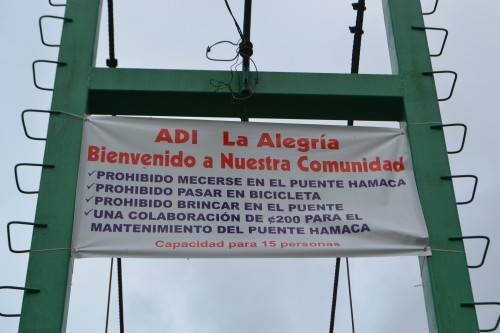 ADI La Alegría
Bienvenido a Nuestra Comunidad
✓PROHIBIDO MECERSE EN EL PUENTE HAMACA
✓PROHIBIDO PASAR EN BICICLETA
✓PROHIBIDO BRINCAR EN EL PUENTE
✓UNA COLABORACIÓN DE ¢200 PARA EL
MANTENIMIENTO DEL PUENTE HAMACA
Capacidad para 15 personas